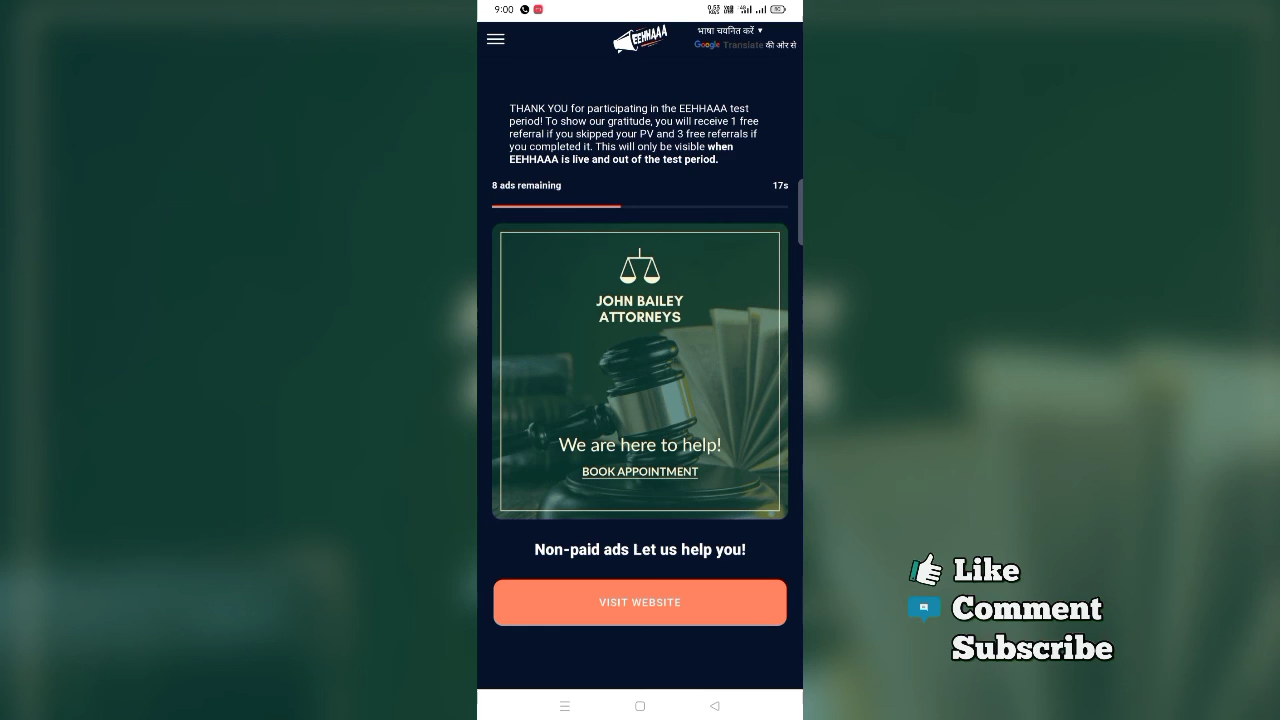 9:00
0.53 KB/S
5G
EEHHAAA
भाषा चयनित करें ▼
Google Translate की ओर से
THANK YOU for participating in the EEHHAAA test
period! To show our gratitude, you will receive 1 free
referral if you skipped your PV and 3 free referrals if
you completed it. This will only be visible when
EEHHAAA is live and out of the test period.
8 ads remaining 17s
JOHN BAILEY
ATTORNEYS
We are here to help!
BOOK APPOINTMENT
Non-paid ads Let us help you!
VISIT WEBSITE
Like
Comment
Subscribe